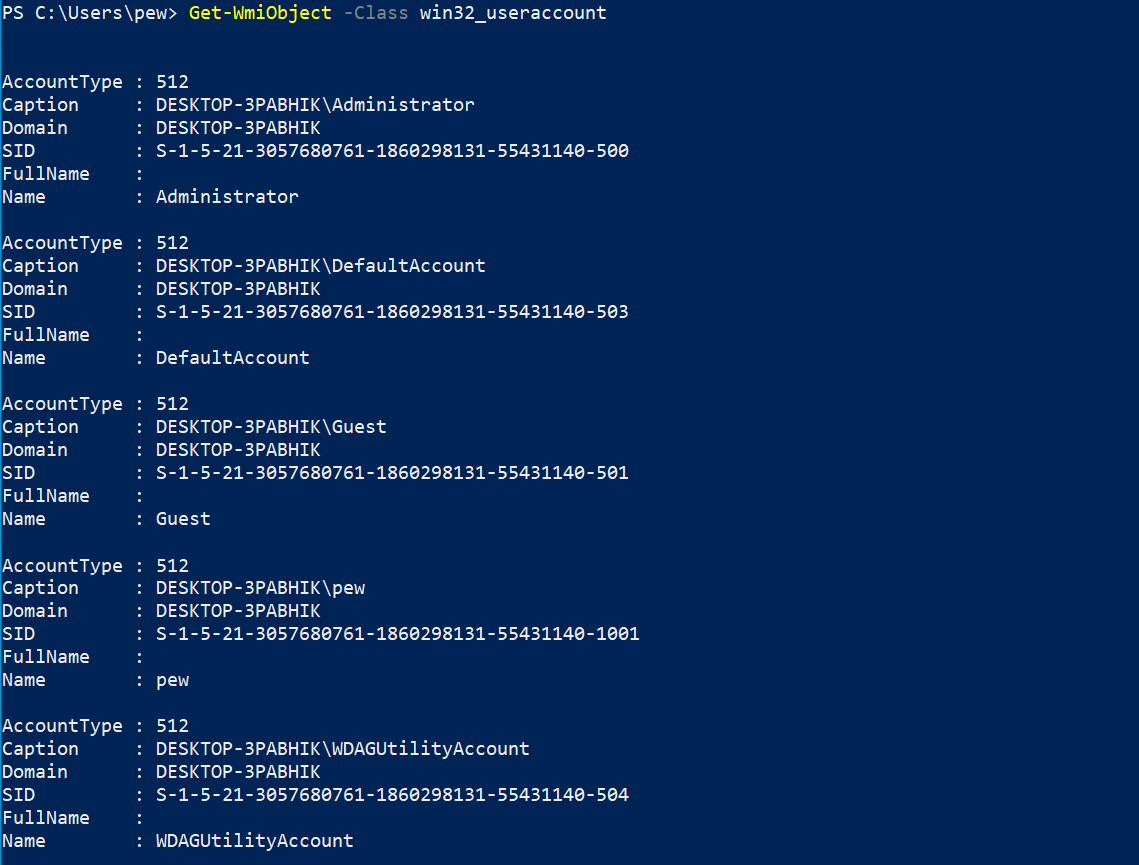 PS C:\Users\pew> Get-WmiObject -Class win32_useraccount
AccountType : 512
Caption     : DESKTOP-3PABHIK\Administrator
Domain      : DESKTOP-3PABHIK
SID         : S-1-5-21-3057680761-1860298131-55431140-500
FullName    :
Name        : Administrator
AccountType : 512
Caption     : DESKTOP-3PABHIK\DefaultAccount
Domain      : DESKTOP-3PABHIK
SID         : S-1-5-21-3057680761-1860298131-55431140-503
FullName    :
Name        : DefaultAccount
AccountType : 512
Caption     : DESKTOP-3PABHIK\Guest
Domain      : DESKTOP-3PABHIK
SID         : S-1-5-21-3057680761-1860298131-55431140-501
FullName    :
Name        : Guest
AccountType : 512
Caption     : DESKTOP-3PABHIK\pew
Domain      : DESKTOP-3PABHIK
SID         : S-1-5-21-3057680761-1860298131-55431140-1001
FullName    :
Name        : pew
AccountType : 512
Caption     : DESKTOP-3PABHIK\WDAGUtilityAccount
Domain      : DESKTOP-3PABHIK
SID         : S-1-5-21-3057680761-1860298131-55431140-504
FullName    :
Name        : WDAGUtilityAccount